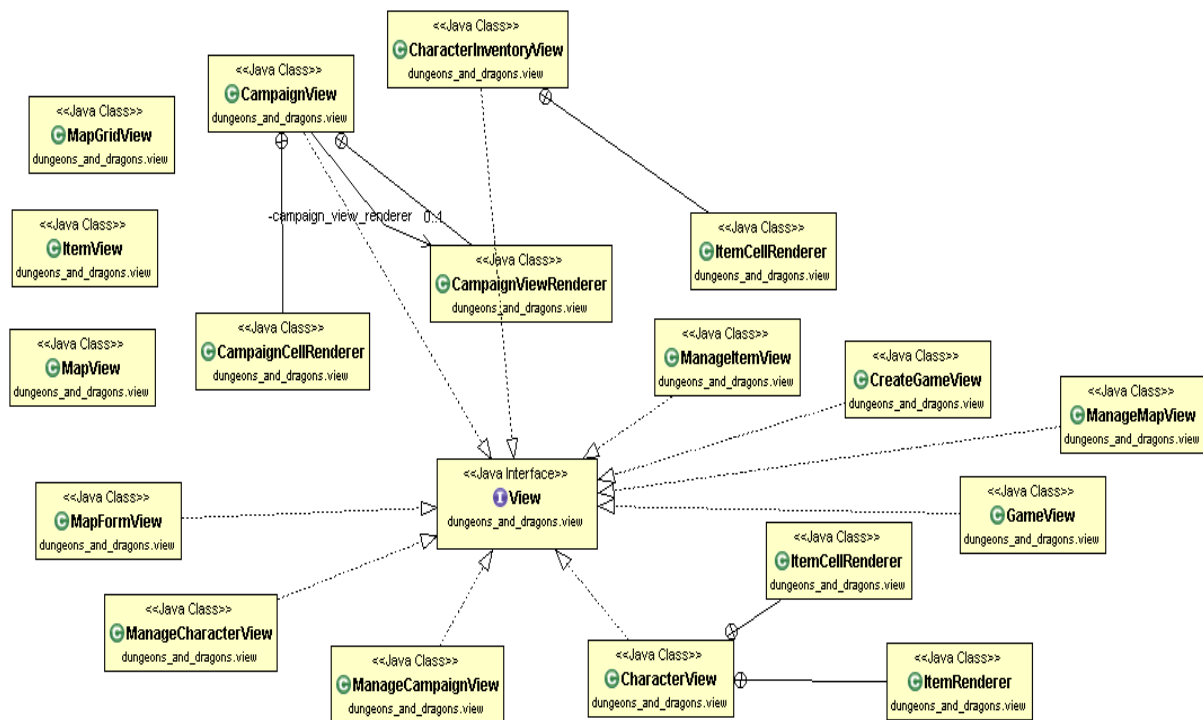 <<Java Class>>
CharacterInventoryView
dungeons_and_dragons.view
<<Java Class>>
CampaignView
dungeons_and_dragons.view
<<Java Class>>
MapGridView
dungeons_and_dragons.view
<<Java Class>>
ItemView
dungeons_and_dragons.view
-campaign_view_renderer 0..1
<<Java Class>>
ItemCellRenderer
dungeons_and_dragons.view
<<Java Class>>
CampaignViewRenderer
dungeons_and_dragons.view
<<Java Class>>
CampaignCellRenderer
dungeons_and_dragons.view
<<Java Class>>
MapView
dungeons_and_dragons.view
<<Java Class>>
ManageItemView
dungeons_and_dragons.view
<<Java Class>>
CreateGameView
dungeons_and_dragons.view
<<Java Class>>
ManageMapView
dungeons_and_dragons.view
<<Java Interface>>
View
dungeons_and_dragons.view
<<Java Class>>
MapFormView
dungeons_and_dragons.view
<<Java Class>>
GameView
dungeons_and_dragons.view
<<Java Class>>
ItemCellRenderer
dungeons_and_dragons.view
<<Java Class>>
ManageCharacterView
dungeons_and_dragons.view
<<Java Class>>
ManageCampaignView
dungeons_and_dragons.view
<<Java Class>>
CharacterView
dungeons_and_dragons.view
<<Java Class>>
ItemRenderer
dungeons_and_dragons.view